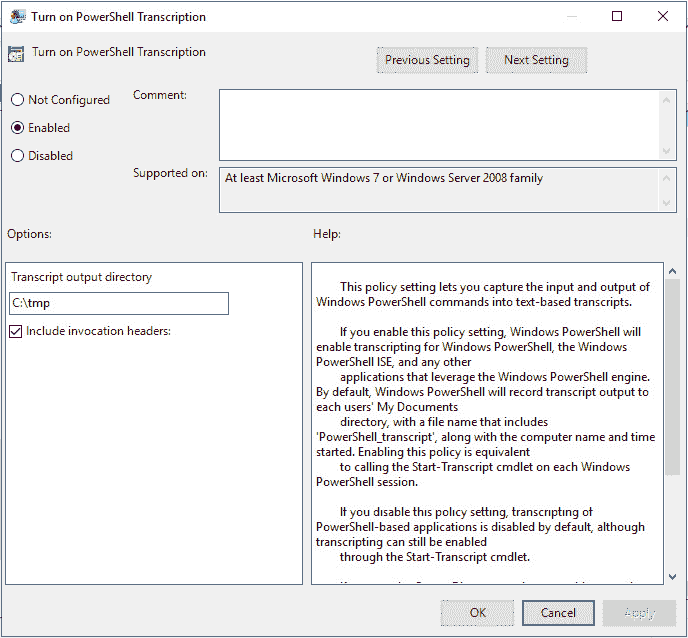 Turn on PowerShell Transcription
Turn on PowerShell Transcription
Previous Setting
Next Setting
Not Configured
Comment:
Enabled
Disabled
Supported on:
At least Microsoft Windows 7 or Windows Server 2008 family
Options:
Help:
Transcript output directory
C:\tmp
Include invocation headers:
This policy setting lets you capture the input and output of
Windows PowerShell commands into text-based transcripts.
If you enable this policy setting, Windows PowerShell will
enable transcripting for Windows PowerShell, the Windows
PowerShell ISE, and any other
applications that leverage the Windows PowerShell engine.
By default, Windows PowerShell will record transcript output to
each users' My Documents
directory, with a file name that includes
'PowerShell_transcript', along with the computer name and time
started. Enabling this policy is equivalent
to calling the Start-Transcript cmdlet on each Windows
PowerShell session.
If you disable this policy setting, transcripting of
PowerShell-based applications is disabled by default, although
transcripting can still be enabled
through the Start-Transcript cmdlet.
OK
Cancel
Apply